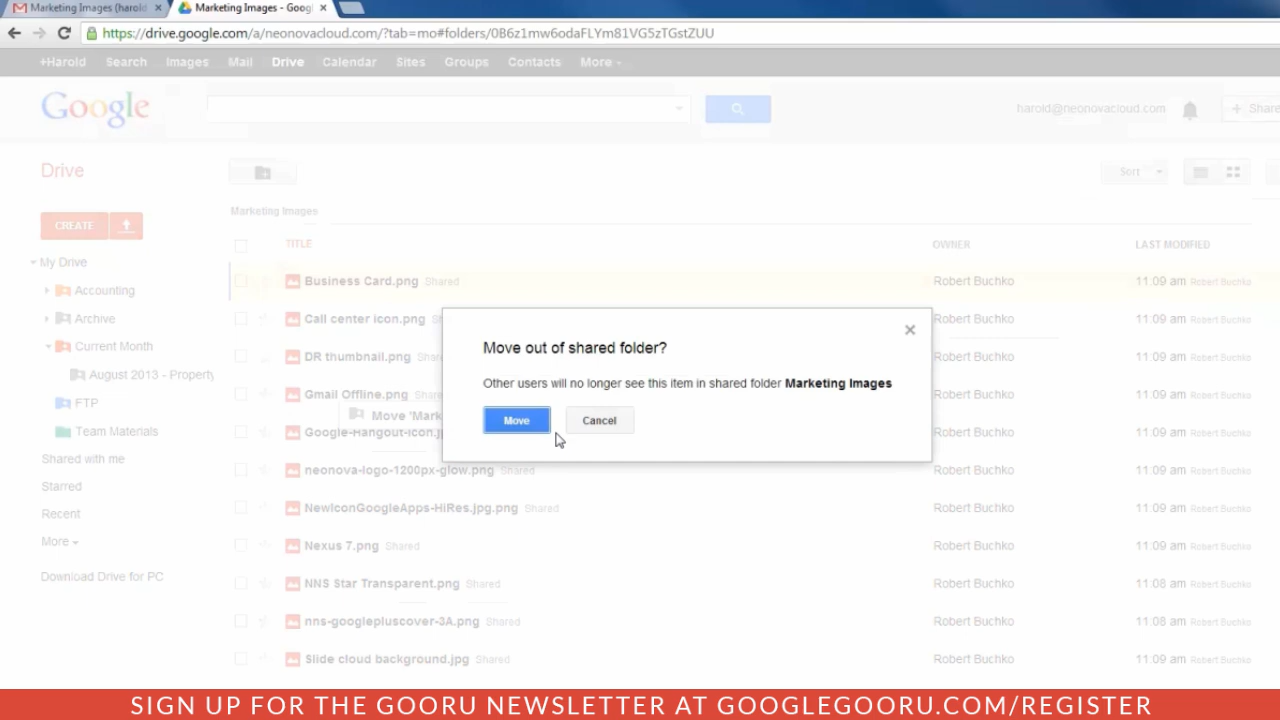 Marketing Images (harold
Marketing Images - Googl
https://drive.google.com/a/neonovacloud.com/?tab=mo#folders/0B6z1mw6odaFLYm81VG5zTGstZUU
+Harold Search Images Mail Drive Calendar Sites Groups Contacts More
Google
harold@neonovacloud.com
+ Share
Drive
Sort
Marketing Images
CREATE
TITLE OWNER LAST MODIFIED
My Drive
Accounting
Archive
Current Month
August 2013 - Property
FTP
Team Materials
Shared with me
Starred
Recent
More
Download Drive for PC
Business Card.png Shared Robert Buchko 11:09 am Robert Buchko
Call center icon.png Robert Buchko 11:09 am Robert Buchko
DR thumbnail.png Share Robert Buchko 11:09 am Robert Buchko
Gmail Offline.png Share Robert Buchko 11:09 am Robert Buchko
Move 'Mark
Google-Hangout-icon.j Robert Buchko 11:09 am Robert Buchko
neonova-logo-1200px-glow.png Shared Robert Buchko 11:09 am Robert Buchko
NewIconGoogleApps-HiRes.jpg.png Shared Robert Buchko 11:09 am Robert Buchko
Nexus 7.png Shared Robert Buchko 11:09 am Robert Buchko
NNS Star Transparent.png Shared Robert Buchko 11:08 am Robert Buchko
nns-googlepluscover-3A.png Shared Robert Buchko 11:08 am Robert Buchko
Slide cloud background.jpg Shared Robert Buchko 11:09 am Robert Buchko
Move out of shared folder?
Other users will no longer see this item in shared folder Marketing Images
Move Cancel
SIGN UP FOR THE GOORU NEWSLETTER AT GOOGLEGOORU.COM/REGISTER